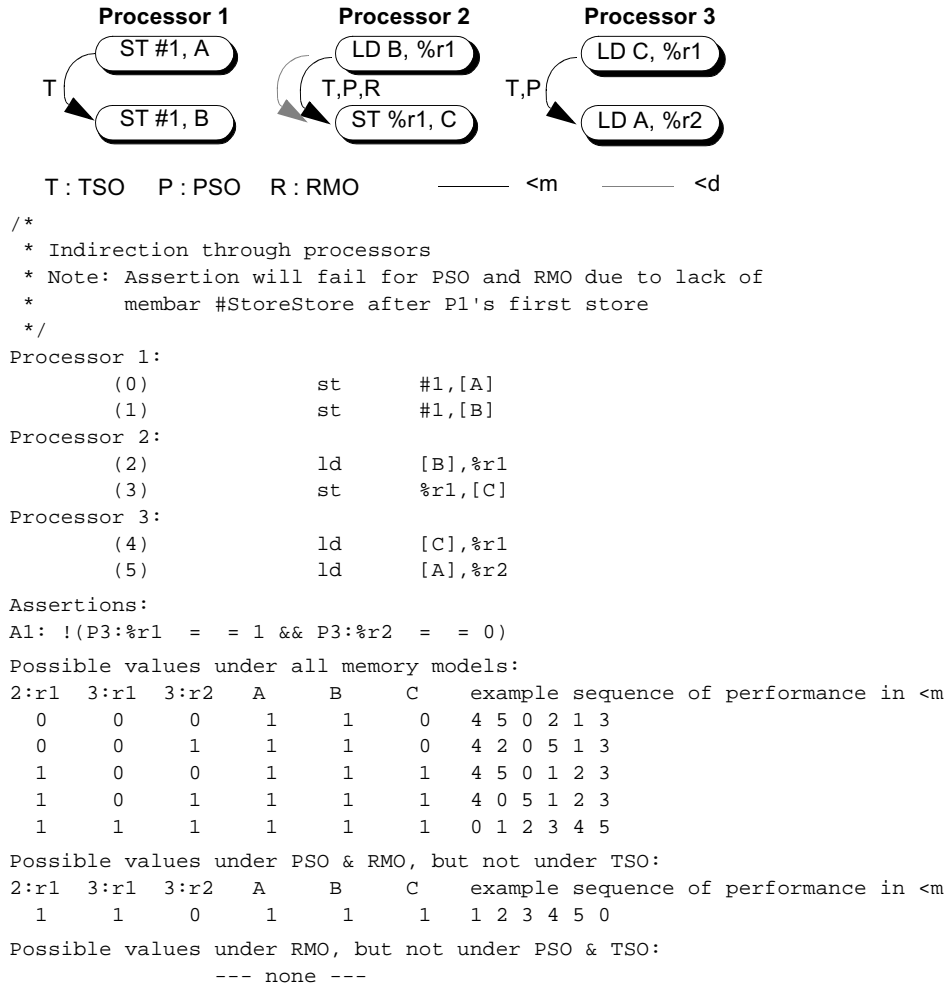 Processor 1 Processor 2 Processor 3
ST #1, A LD B, %r1 LD C, %r1
T T,P,R T,P
ST #1, B ST %r1, C LD A, %r2
T : TSO P : PSO R : RMO <m <d
/*
* Indirection through processors
* Note: Assertion will fail for PSO and RMO due to lack of
* membar #StoreStore after P1's first store
*/
Processor 1:
(0) st #1,[A]
(1) st #1,[B]
Processor 2:
(2) ld [B],%r1
(3) st %r1,[C]
Processor 3:
(4) ld [C],%r1
(5) ld [A],%r2
Assertions:
A1: !(P3:%r1 = = 1 && P3:%r2 = = 0)
Possible values under all memory models:
2:r1 3:r1 3:r2 A B C example sequence of performance in <m
0 0 0 1 1 0 4 5 0 2 1 3
0 0 1 1 1 0 4 2 0 5 1 3
1 0 0 1 1 1 4 5 0 1 2 3
1 0 1 1 1 1 4 0 5 1 2 3
1 1 1 1 1 1 0 1 2 3 4 5
Possible values under PSO & RMO, but not under TSO:
2:r1 3:r1 3:r2 A B C example sequence of performance in <m
1 1 0 1 1 1 1 2 3 4 5 0
Possible values under RMO, but not under PSO & TSO:
--- none ---